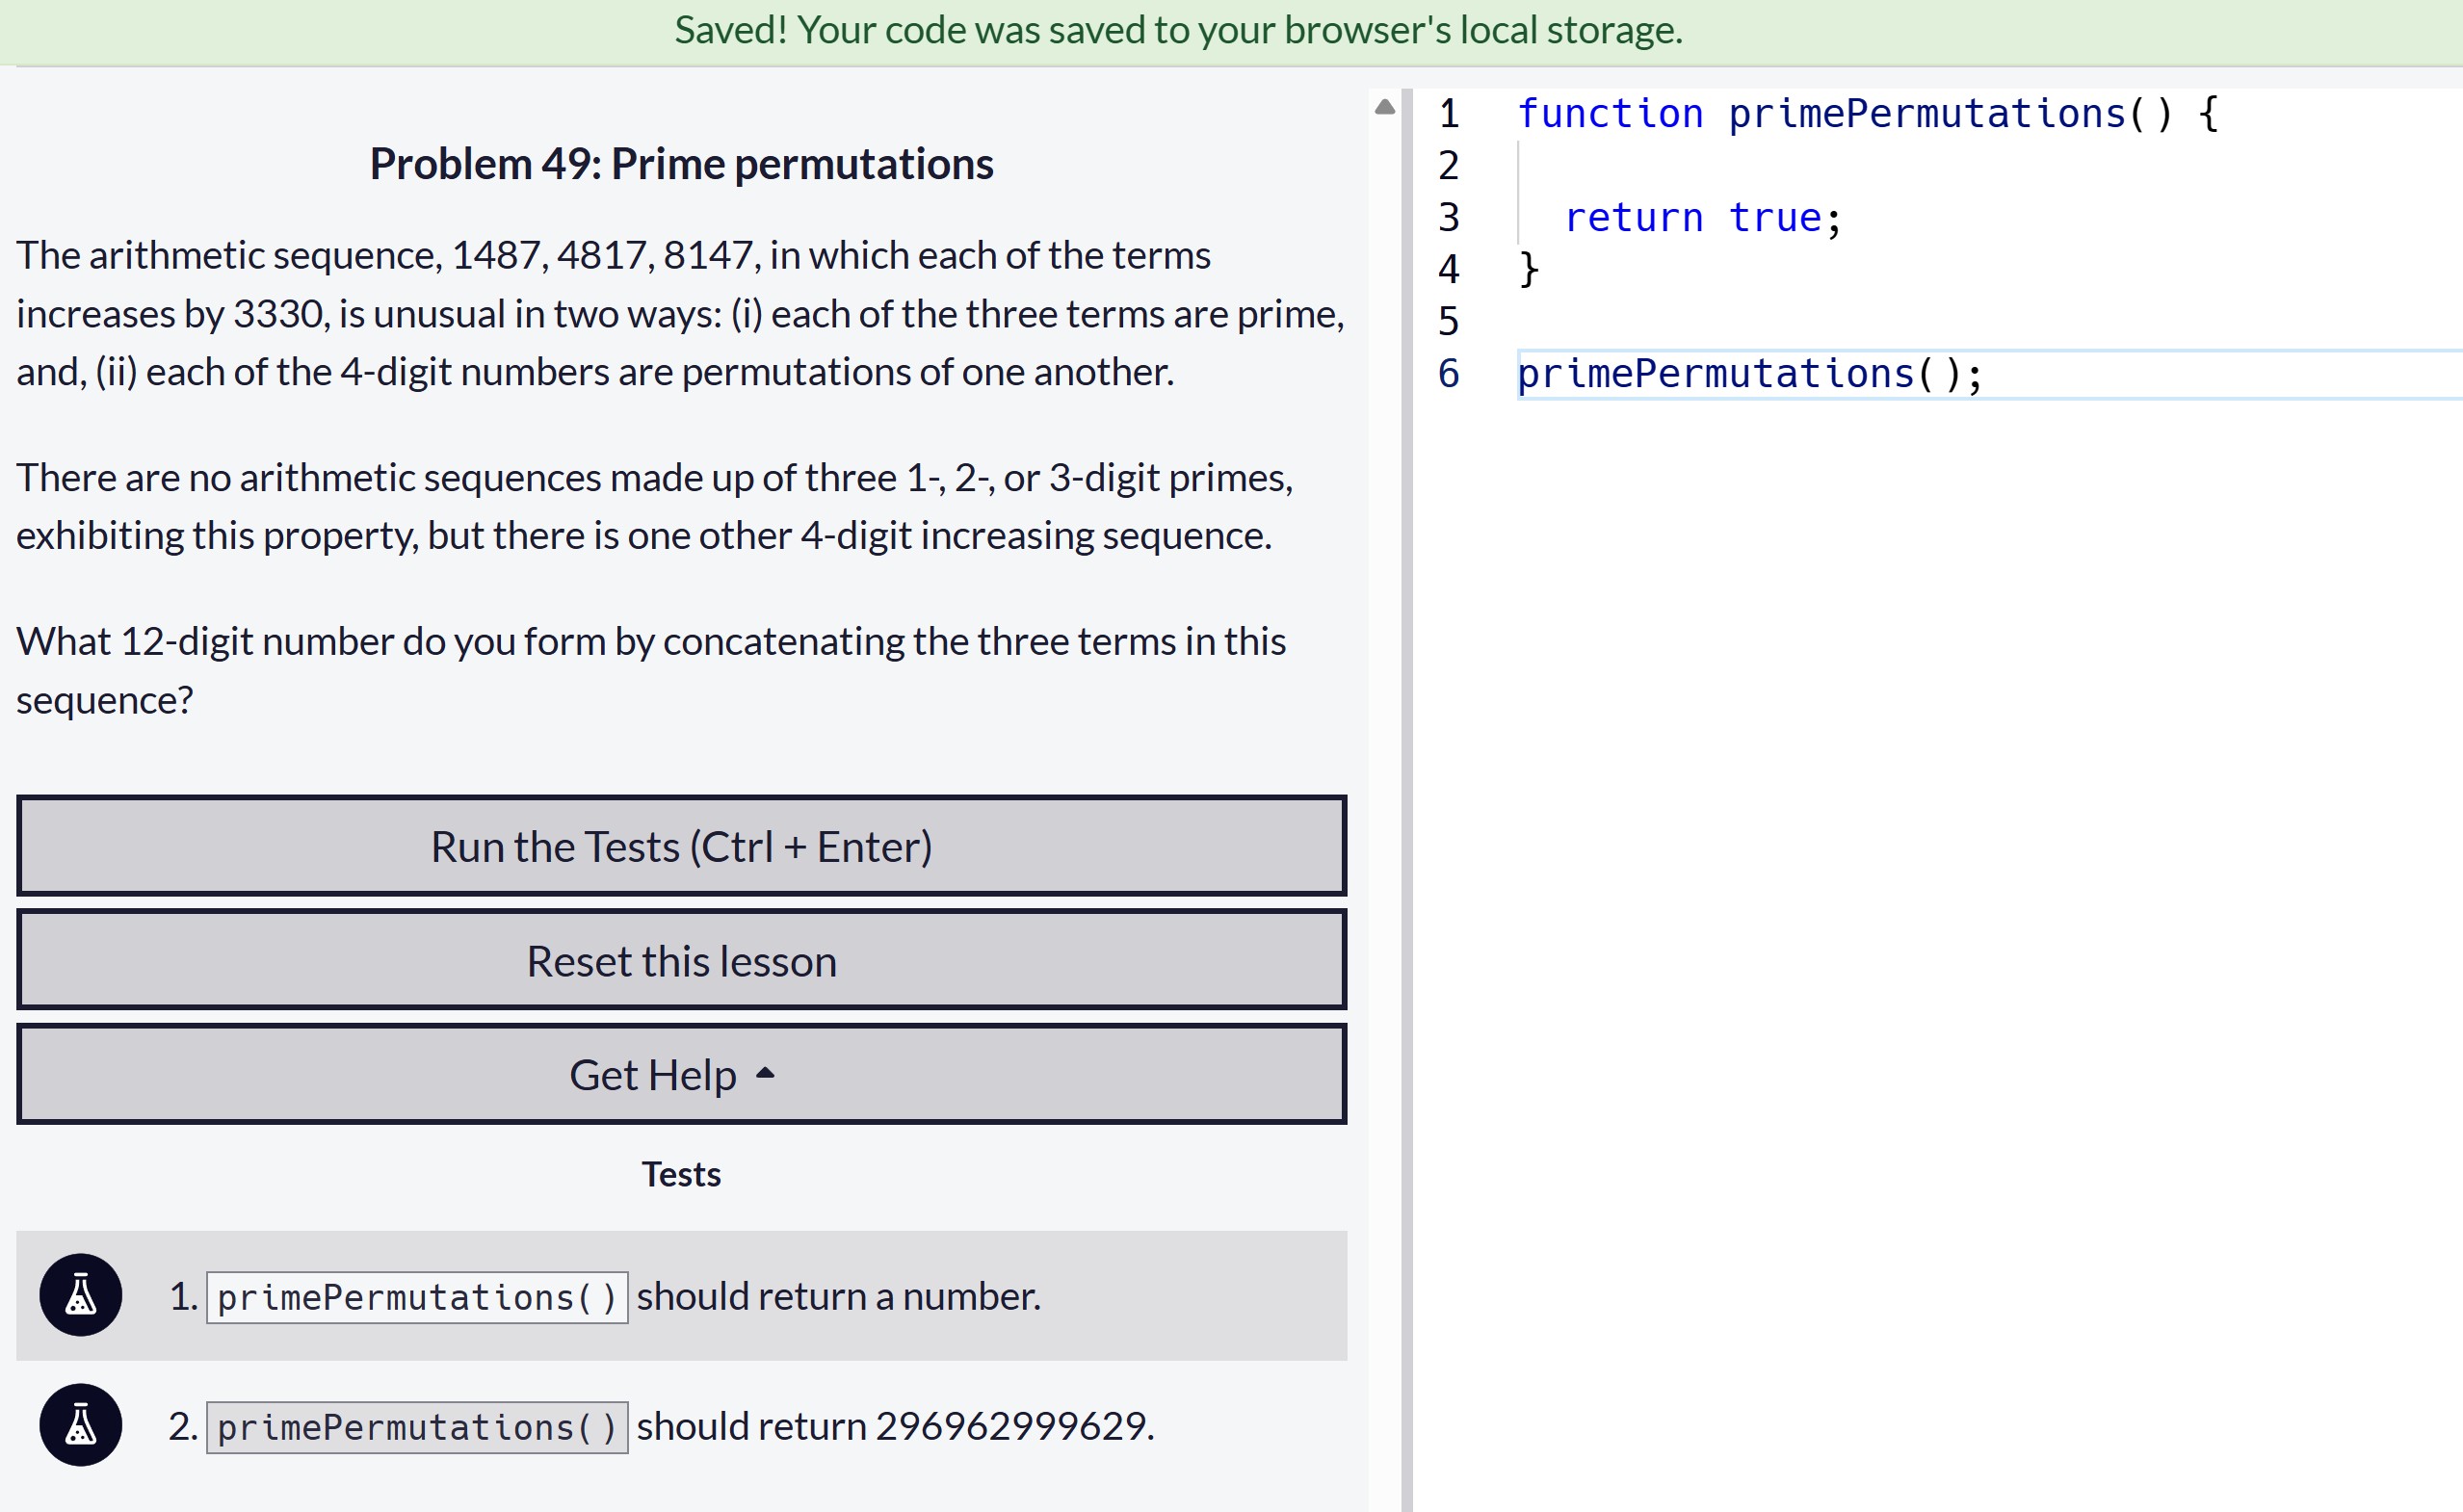 Saved! Your code was saved to your browser's local storage.
Problem 49: Prime permutations
The arithmetic sequence, 1487, 4817, 8147, in which each of the terms
increases by 3330, is unusual in two ways: (i) each of the three terms are prime,
and, (ii) each of the 4-digit numbers are permutations of one another.
There are no arithmetic sequences made up of three 1-, 2-, or 3-digit primes,
exhibiting this property, but there is one other 4-digit increasing sequence.
What 12-digit number do you form by concatenating the three terms in this
sequence?
Run the Tests (Ctrl + Enter)
Reset this lesson
Get Help
Tests
1. primePermutations() should return a number.
2. primePermutations() should return 296962999629.
1 function primePermutations() {
2
3 return true;
4 }
5
6 primePermutations();